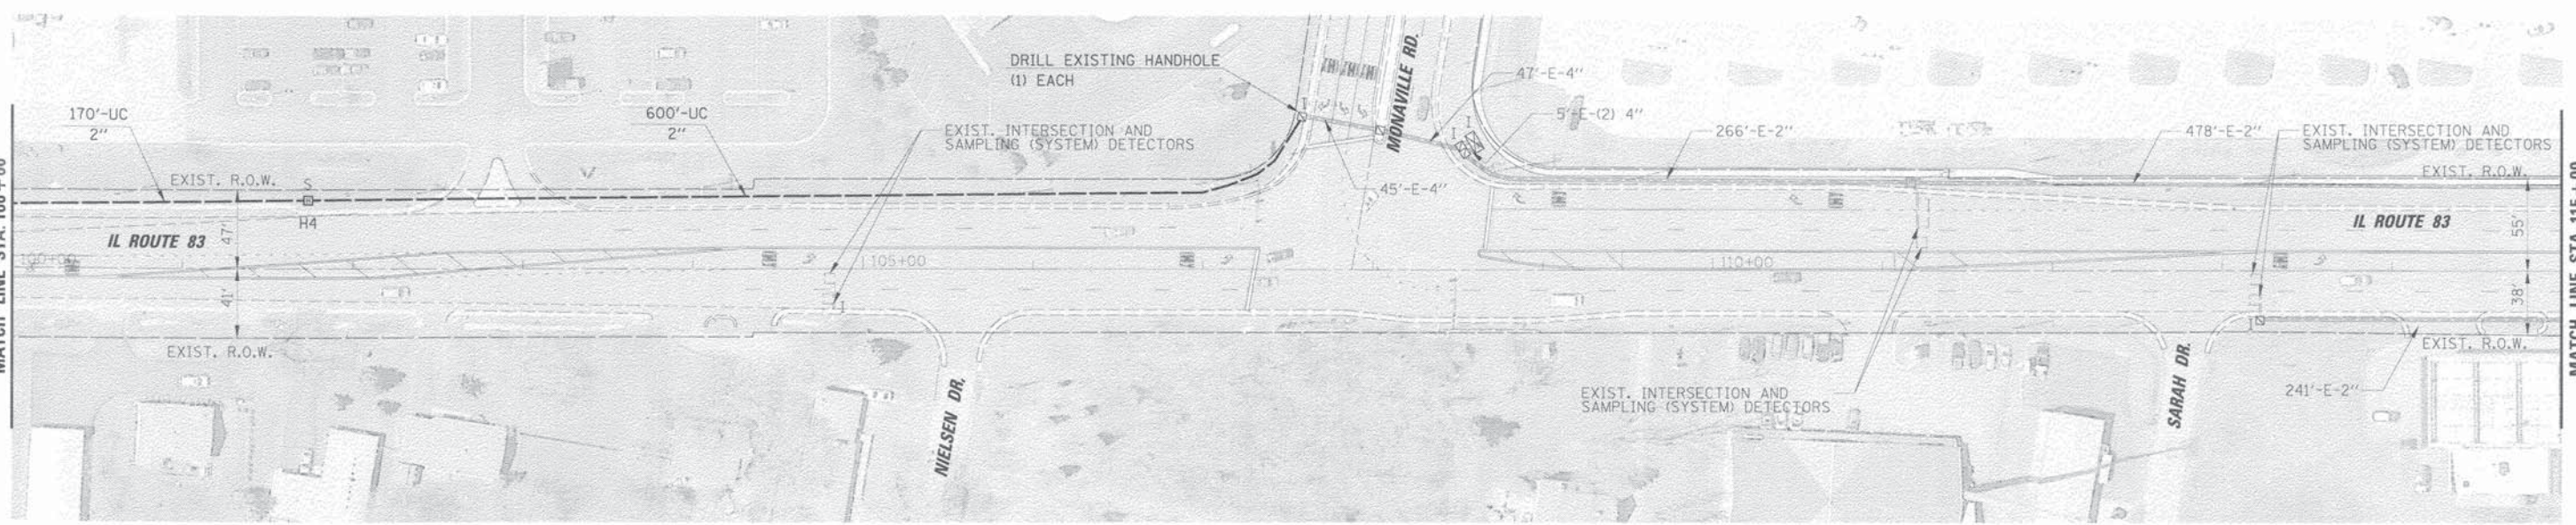 170'-UC
2"
600'-UC
2"
DRILL EXISTING HANDHOLE
(1) EACH
EXIST. INTERSECTION AND
SAMPLING (SYSTEM) DETECTORS
MONAVILLE RD.
47'-E-4"
5'-E-(2) 4"
45'-E-4"
266'-E-2"
478'-E-2"
EXIST. INTERSECTION AND
SAMPLING (SYSTEM) DETECTORS
EXIST. R.O.W.
EXIST. R.O.W.
S
H4
I
I
I
IL ROUTE 83
IL ROUTE 83
47'
55'
100+00
105+00
110+00
41'
38'
I
I
EXIST. R.O.W.
EXIST. R.O.W.
NIELSEN DR.
SARAH DR.
EXIST. INTERSECTION AND
SAMPLING (SYSTEM) DETECTORS
241'-E-2"